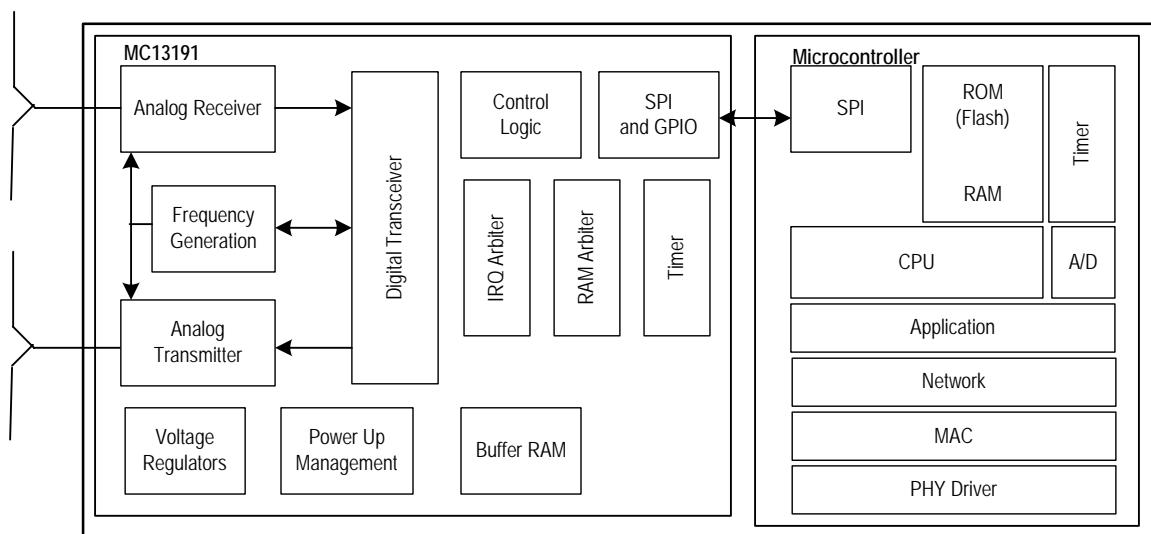 MC13191
Analog Receiver
Frequency
Generation
Analog
Transmitter
Digital Transceiver
Control
Logic
SPI
and GPIO
IRQ Arbiter
RAM Arbiter
Timer
Voltage
Regulators
Power Up
Management
Buffer RAM
Microcontroller
SPI
ROM
(Flash)
RAM
Timer
CPU
A/D
Application
Network
MAC
PHY Driver